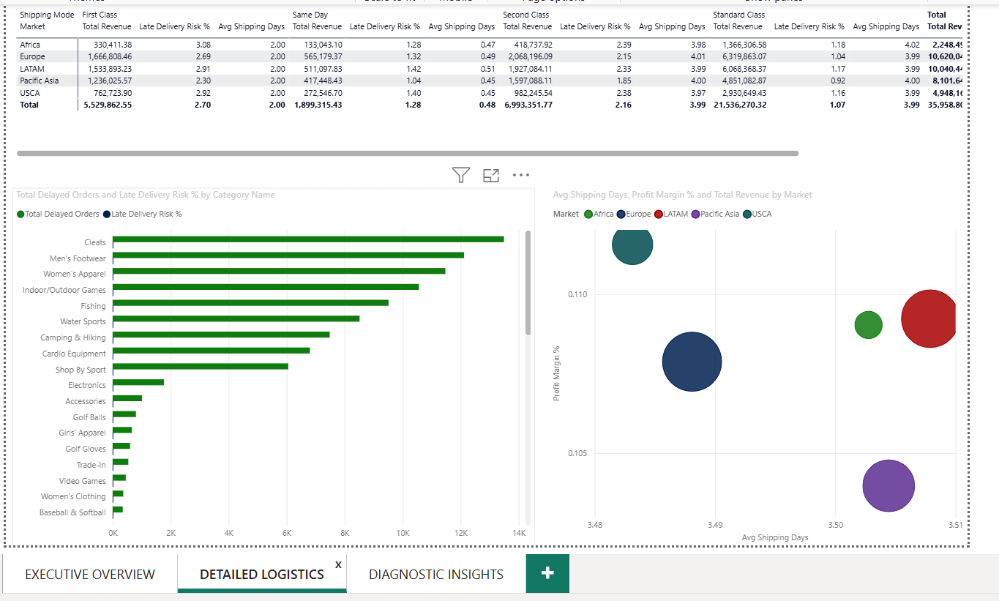 Shipping Mode First Class Same Day Second Class Standard Class Total
Market Total Revenue Late Delivery Risk % Avg Shipping Days Total Revenue Late Delivery Risk % Avg Shipping Days Total Revenue Late Delivery Risk % Avg Shipping Days Total Revenue Late Delivery Risk % Avg Shipping Days Total Rev
Africa 330,411.38 3.08 2.00 133,043.10 1.28 0.47 418,737.92 2.39 3.98 1,366,306.58 1.18 4.02 2,248,49
Europe 1,666,808.46 2.69 2.00 565,179.37 1.32 0.49 2,068,196.09 2.15 4.01 6,319,863.07 1.04 3.99 10,620,04
LATAM 1,533,893.23 2.91 2.00 511,097.83 1.42 0.51 1,927,084.11 2.33 3.99 6,068,368.37 1.17 3.99 10,040,44
Pacific Asia 1,236,025.57 2.30 2.00 417,448.43 1.04 0.45 1,597,088.11 1.85 4.00 4,851,082.87 0.92 4.00 8,101,64
USCA 762,723.90 2.92 2.00 272,546.70 1.40 0.45 982,245.54 2.38 3.97 2,930,649.43 1.16 3.99 4,948,16
Total 5,529,862.55 2.70 2.00 1,899,315.43 1.28 0.48 6,993,351.77 2.16 3.99 21,536,270.32 1.07 3.99 35,958,80
Total Delayed Orders and Late Delivery Risk % by Category Name
Total Delayed Orders Late Delivery Risk %
Cleats
Men's Footwear
Women's Apparel
Indoor/Outdoor Games
Fishing
Water Sports
Camping & Hiking
Cardio Equipment
Shop By Sport
Electronics
Accessories
Golf Balls
Girls' Apparel
Golf Gloves
Trade-In
Video Games
Women's Clothing
Baseball & Softball
0K 2K 4K 6K 8K 10K 12K 14K
Avg Shipping Days, Profit Margin % and Total Revenue by Market
Market Africa Europe LATAM Pacific Asia USCA
Profit Margin %
0.110
0.105
3.48 3.49 3.50 3.51
Avg Shipping Days
EXECUTIVE OVERVIEW DETAILED LOGISTICS x DIAGNOSTIC INSIGHTS +